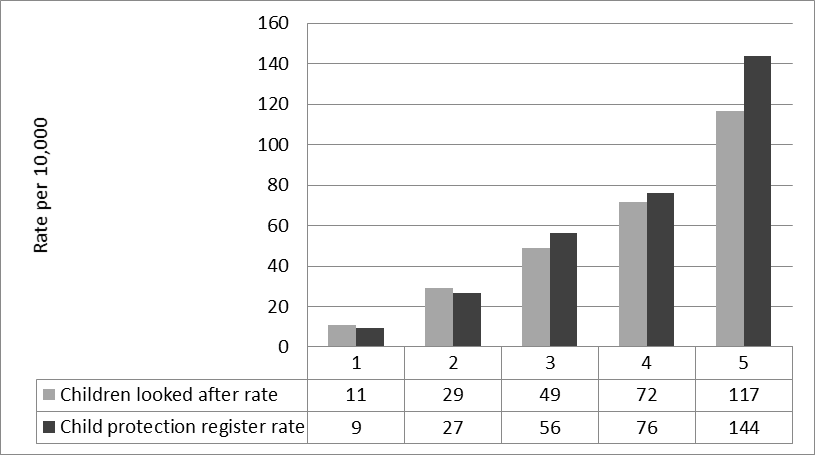 160
140
120
100
80
60
40
20
0
Rate per 10,000
1 2 3 4 5
Children looked after rate 11 29 49 72 117
Child protection register rate 9 27 56 76 144